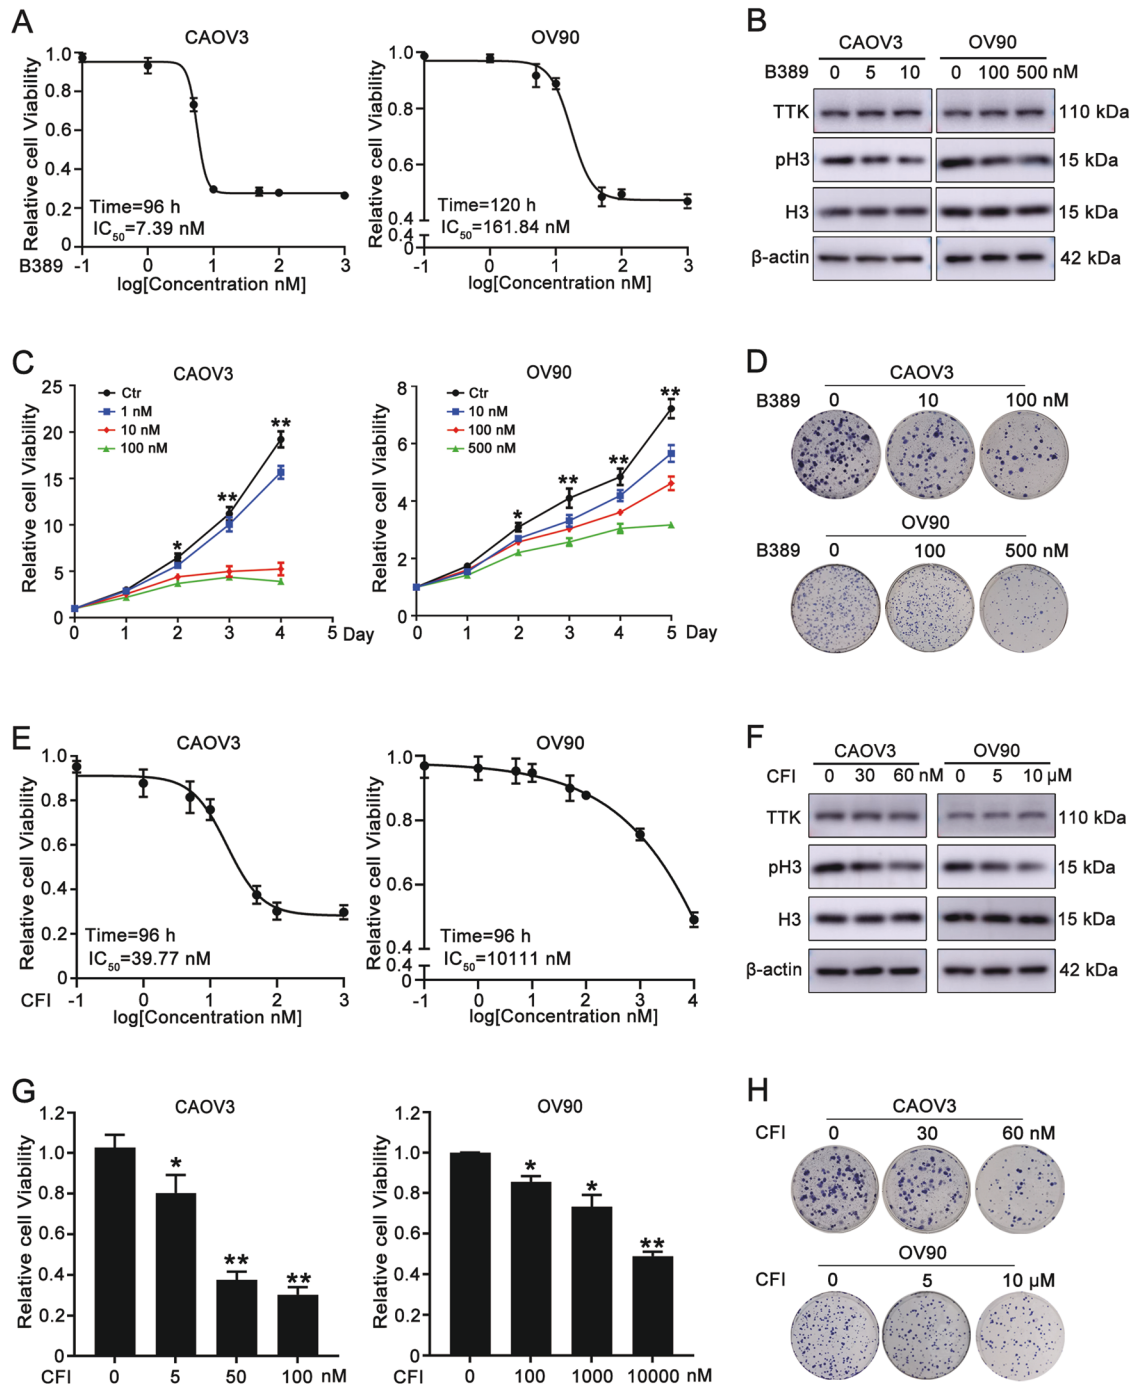 A
CAOV3
Relative cell Viability
1.0
0.8
0.6
0.4
0.2
0
Time=96 h
IC50=7.39 nM
B389
-1 0 1 2 3
log[Concentration nM]
OV90
Relative cell Viability
1.0
0.8
0.6
0.4
0.4
0
Time=120 h
IC50=161.84 nM
-1 0 1 2 3
log[Concentration nM]
B
CAOV3 OV90
B389 0 5 10 0 100 500 nM
TTK 110 kDa
pH3 15 kDa
H3 15 kDa
β-actin 42 kDa
C
CAOV3
Relative cell Viability
25
20
15
10
5
0
Ctr
1 nM
10 nM
100 nM
* ** **
0 1 2 3 4 5 Day
OV90
Relative cell Viability
8
6
4
2
0
Ctr
10 nM
100 nM
500 nM
* ** ** **
0 1 2 3 4 5 Day
D
CAOV3
B389 0 10 100 nM
OV90
B389 0 100 500 nM
E
CAOV3
Relative cell Viability
1.0
0.8
0.6
0.4
0.2
0
Time=96 h
IC50=39.77 nM
CFI
-1 0 1 2 3
log[Concentration nM]
OV90
Relative cell Viability
1.0
0.8
0.6
0.4
0.4
0
Time=96 h
IC50=10111 nM
-1 0 1 2 3 4
log[Concentration nM]
F
CAOV3 OV90
CFI 0 30 60 nM 0 5 10 μM
TTK 110 kDa
pH3 15 kDa
H3 15 kDa
β-actin 42 kDa
G
CAOV3
Relative cell Viability
1.2
1.0
0.8
0.6
0.4
0.2
0
* ** **
CFI 0 5 50 100 nM
OV90
Relative cell Viability
1.2
1.0
0.8
0.6
0.4
0.2
0
* * **
CFI 0 100 1000 10000 nM
H
CAOV3
CFI 0 30 60 nM
OV90
CFI 0 5 10 μM